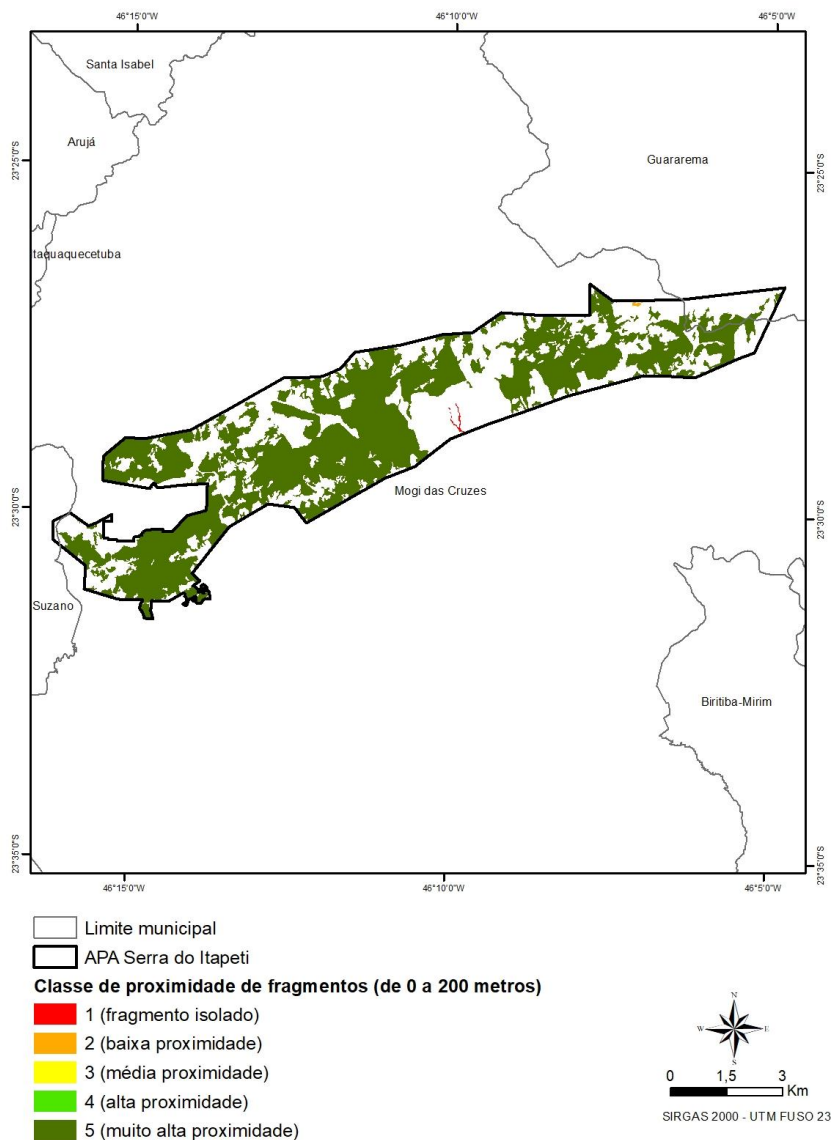 46°15'0"W
46°10'0"W
46°5'0"W
Santa Isabel
Arujá
Guararema
23°25'0"S
23°25'0"S
Itaquaquecetuba
Mogi das Cruzes
23°30'0"S
23°30'0"S
Suzano
Biritiba-Mirim
23°35'0"S
23°35'0"S
46°15'0"W
46°10'0"W
46°5'0"W
Limite municipal
APA Serra do Itapeti
Classe de proximidade de fragmentos (de 0 a 200 metros)
1 (fragmento isolado)
2 (baixa proximidade)
3 (média proximidade)
4 (alta proximidade)
5 (muito alta proximidade)
N
W
E
S
0 1,5 3
Km
SIRGAS 2000 - UTM FUSO 23